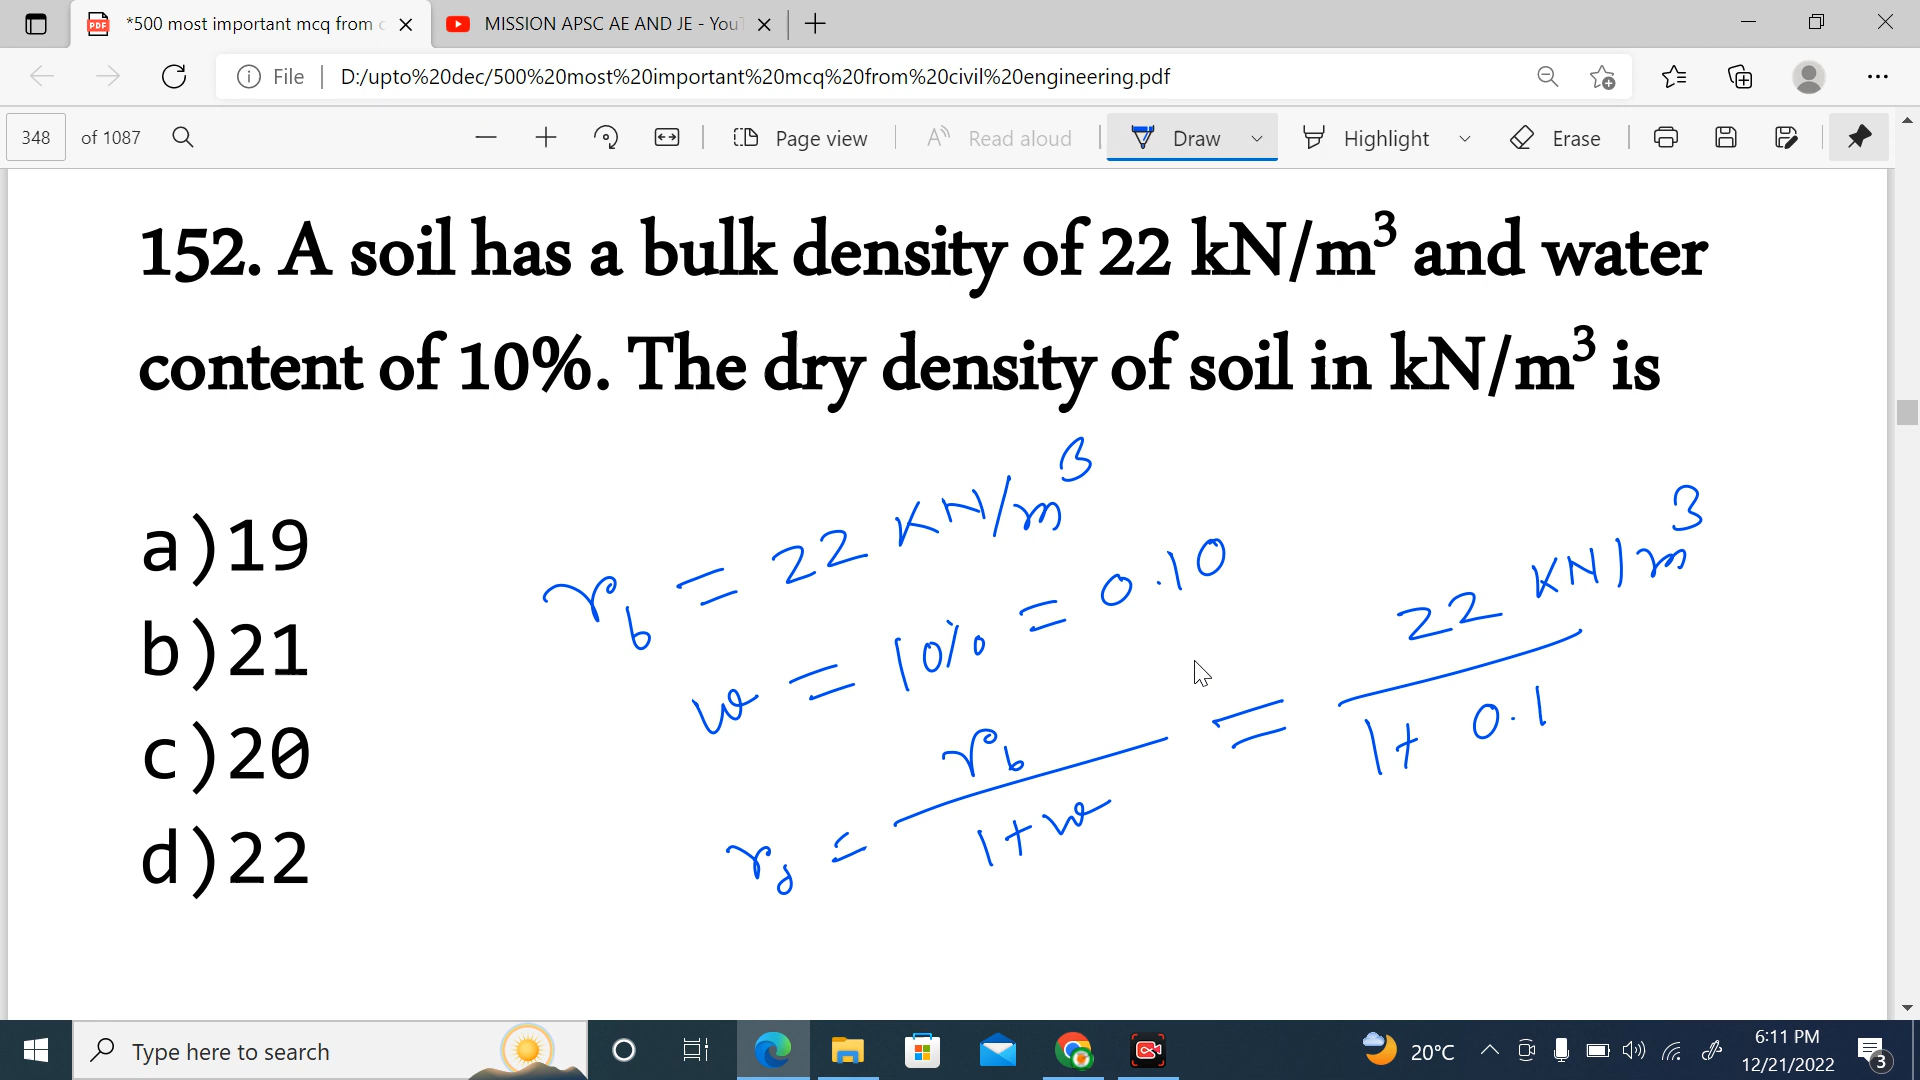 *500 most important mcq from c
MISSION APSC AE AND JE - YouT
File
D:/upto%20dec/500%20most%20important%20mcq%20from%20civil%20engineering.pdf
348 of 1087
Page view
Read aloud
Draw
Highlight
Erase
152. A soil has a bulk density of 22 kN/m³ and water
content of 10%. The dry density of soil in kN/m³ is
a)19
b)21
c)20
d)22
γb = 22 KN/m³
w = 10% = 0.10
γd = γb / 1+w = 22 KN/m³ / 1+ 0.1
Type here to search
20°C
6:11 PM
12/21/2022
3